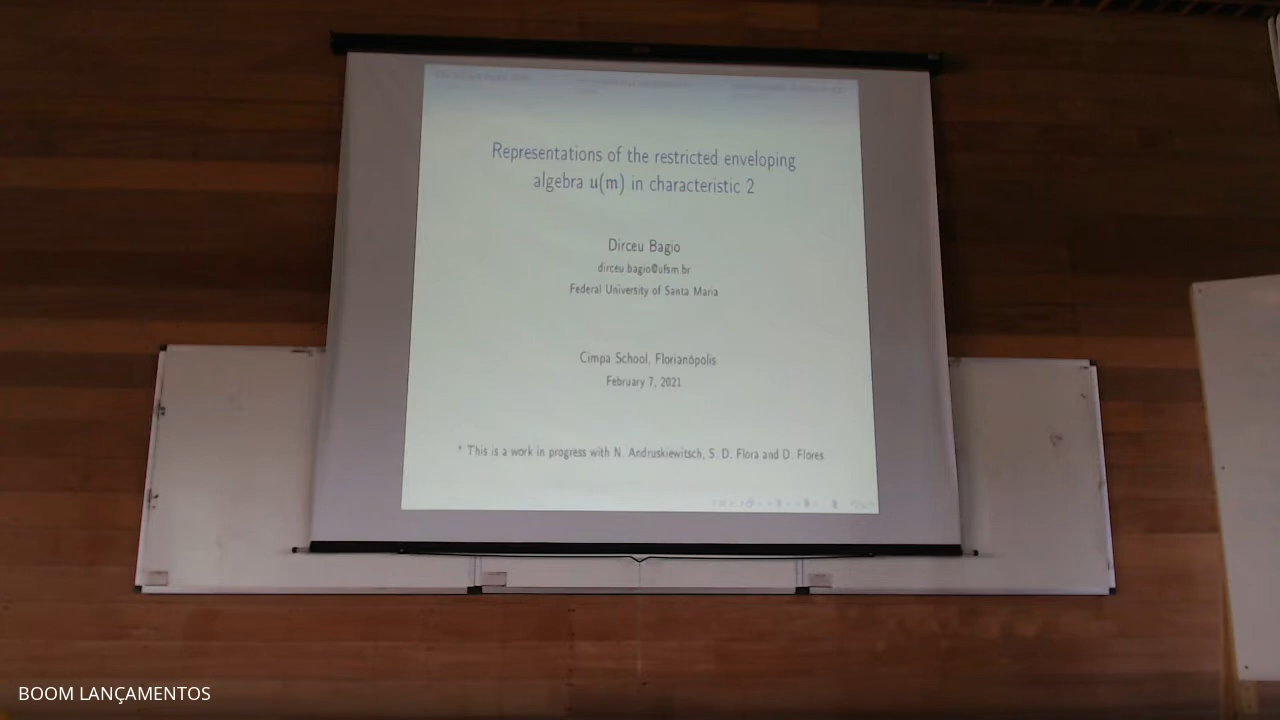 Representations of the restricted enveloping
algebra u(m) in characteristic 2
Dirceu Bagio
dirceu.bagio@ufsm.br
Federal University of Santa Maria
Cimpa School, Florianópolis
February 7, 2021
* This is a work in progress with N. Andruskiewitsch, S. D. Flora and D. Flores.
BOOM LANÇAMENTOS